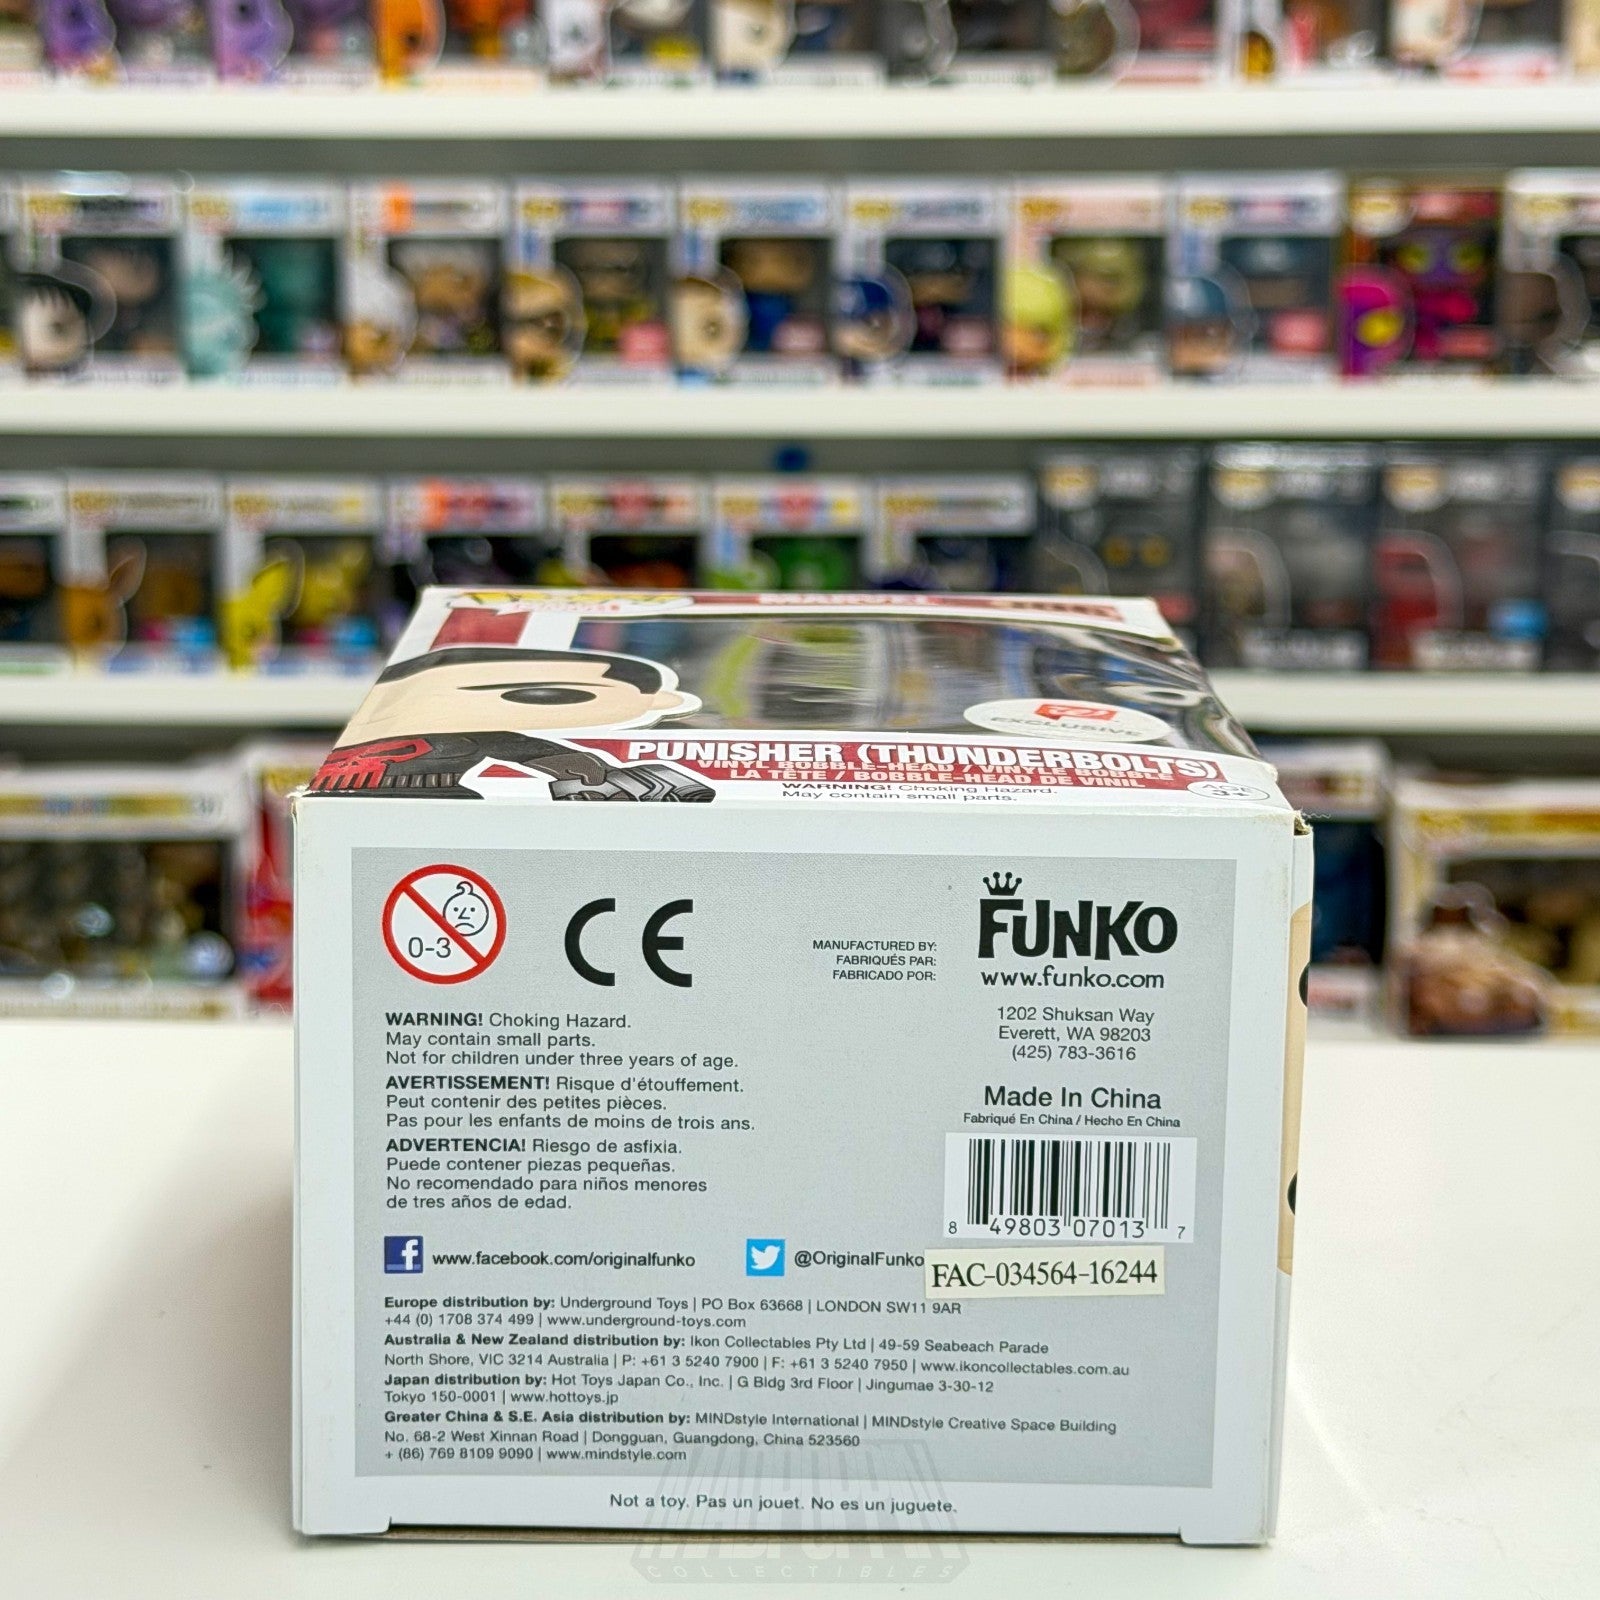 MARVEL
EXCLUSIVE
PUNISHER (THUNDERBOLTS)
VINYL BOBBLE-HEAD / VINYLE BOBBLE
LA TÊTE / BOBBLE-HEAD DE VINIL
WARNING! Choking Hazard.
May contain small parts.
AGE
3+
0-3
CE
MANUFACTURED BY:
FABRIQUÉS PAR:
FABRICADO POR:
FUNKO
www.funko.com
1202 Shuksan Way
Everett, WA 98203
(425) 783-3616
Made In China
Fabriqué En China / Hecho En China
8 49803 07013 7
FAC-034564-16244
WARNING! Choking Hazard.
May contain small parts.
Not for children under three years of age.
AVERTISSEMENT! Risque d'étouffement.
Peut contenir des petites pièces.
Pas pour les enfants de moins de trois ans.
ADVERTENCIA! Riesgo de asfixia.
Puede contener piezas pequeñas.
No recomendado para niños menores
de tres años de edad.
www.facebook.com/originalfunko
@OriginalFunko
Europe distribution by: Underground Toys | PO Box 63668 | LONDON SW11 9AR
+44 (0) 1708 374 499 | www.underground-toys.com
Australia & New Zealand distribution by: Ikon Collectables Pty Ltd | 49-59 Seabeach Parade
North Shore, VIC 3214 Australia | P: +61 3 5240 7900 | F: +61 3 5240 7950 | www.ikoncollectables.com.au
Japan distribution by: Hot Toys Japan Co., Inc. | G Bldg 3rd Floor | Jingumae 3-30-12
Tokyo 150-0001 | www.hottoys.jp
Greater China & S.E. Asia distribution by: MINDstyle International | MINDstyle Creative Space Building
No. 68-2 West Xinnan Road | Dongguan, Guangdong, China 523560
+ (86) 769 8109 9090 | www.mindstyle.com
Not a toy. Pas un jouet. No es un juguete.
COLLECTIBLES